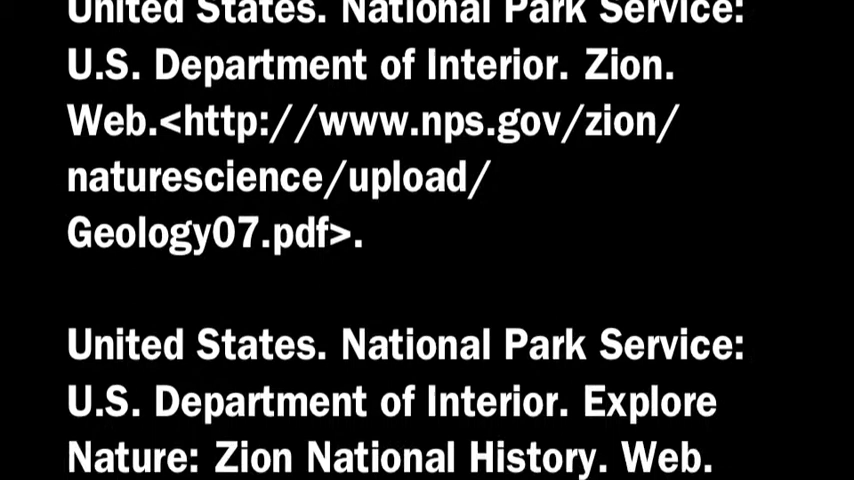 United States. National Park Service:
U.S. Department of Interior. Zion.
Web.<http://www.nps.gov/zion/
naturescience/upload/
Geology07.pdf>.
United States. National Park Service:
U.S. Department of Interior. Explore
Nature: Zion National History. Web.